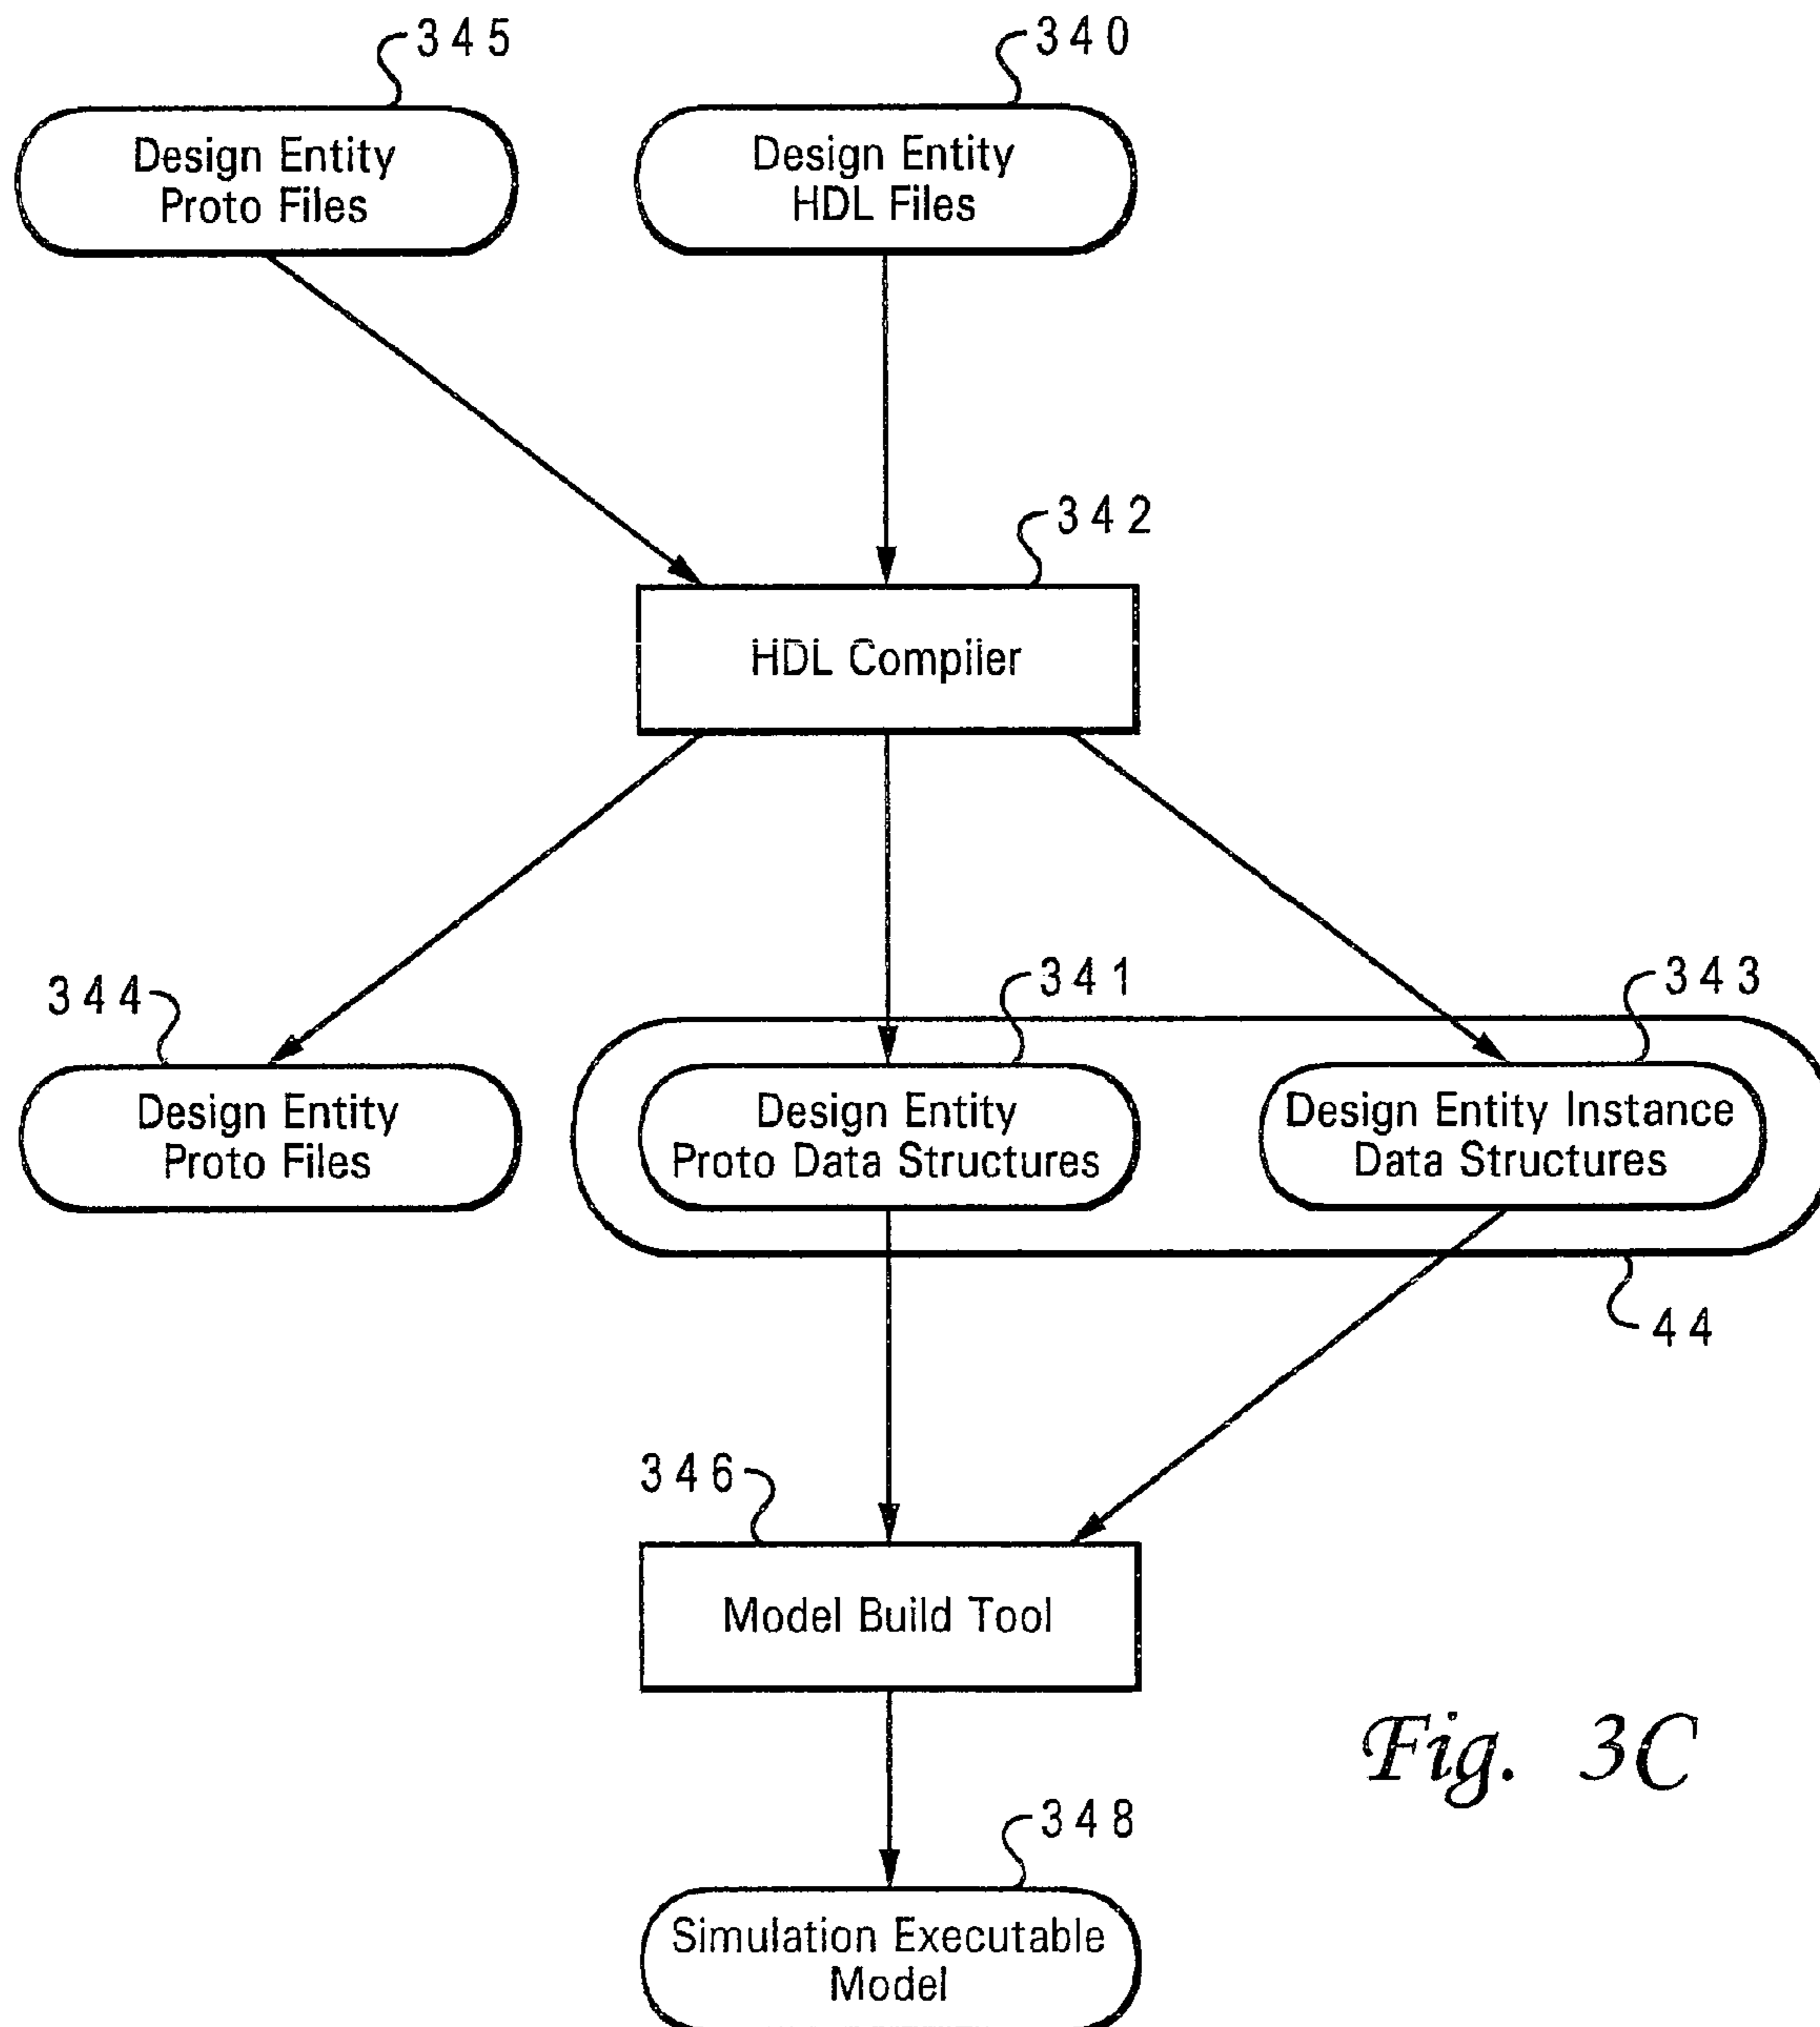 345
340
Design Entity
Proto Files
Design Entity
HDL Files
342
HDL Compiler
344
341
343
Design Entity
Proto Files
Design Entity
Proto Data Structures
Design Entity Instance
Data Structures
44
346
Model Build Tool
Fig. 3C
348
Simulation Executable
Model